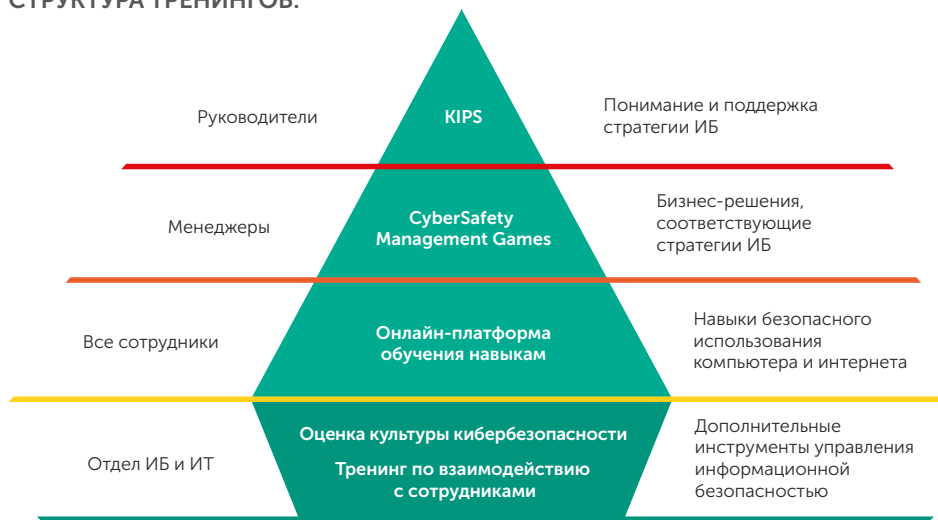 СТРУКТУРА ТРЕНИНГОВ:
Руководители
KIPS
Понимание и поддержка
стратегии ИБ
Менеджеры
CyberSafety
Management Games
Бизнес-решения,
соответствующие
стратегии ИБ
Все сотрудники
Онлайн-платформа
обучения навыкам
Навыки безопасного
использования
компьютера и интернета
Отдел ИБ и ИТ
Оценка культуры кибербезопасности
Тренинг по взаимодействию
с сотрудниками
Дополнительные
инструменты управления
информационной
безопасностью